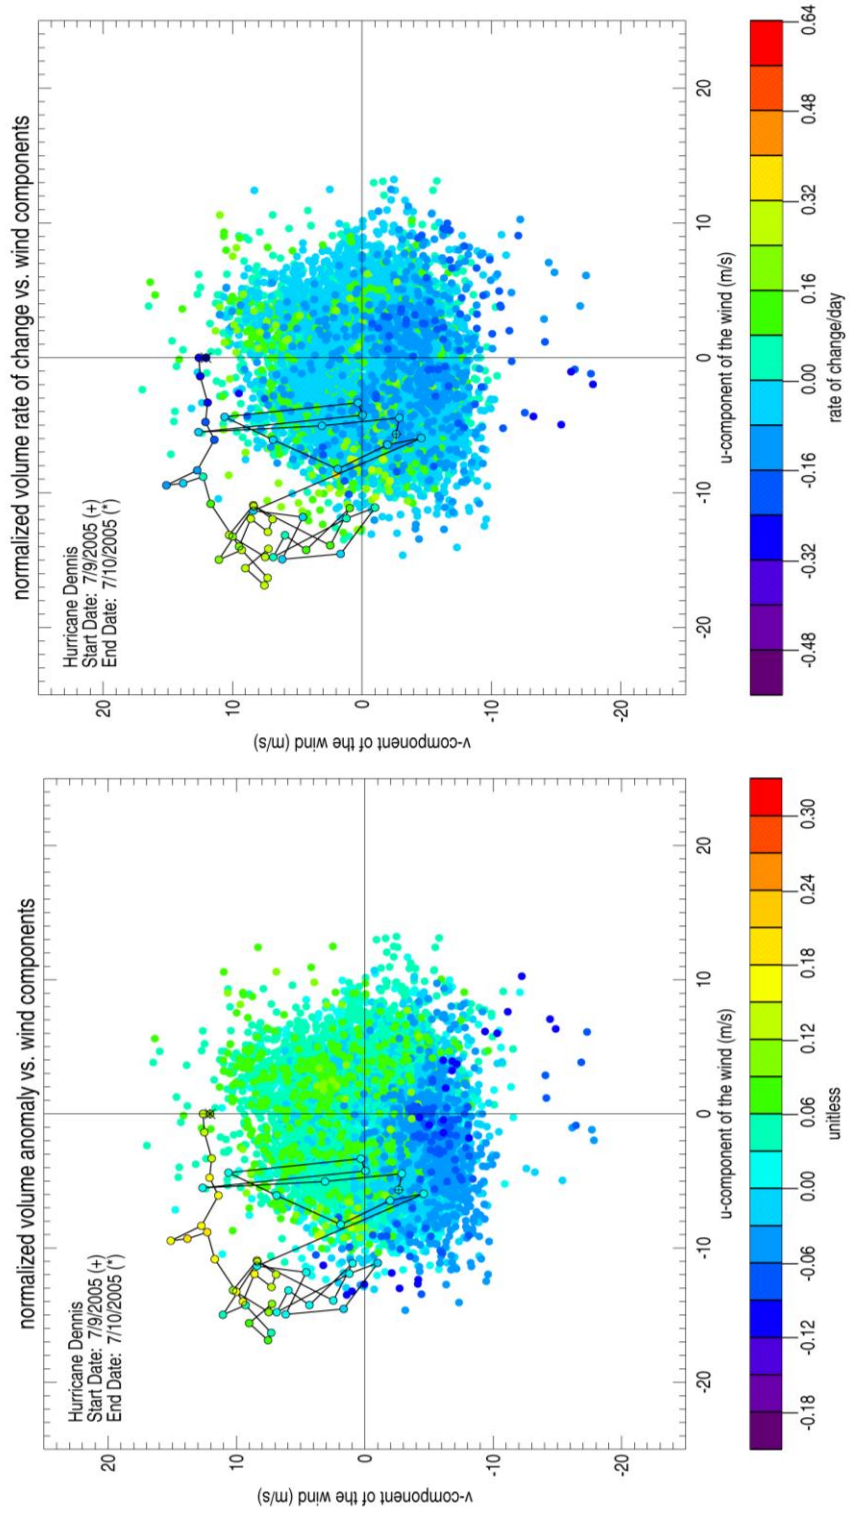 normalized volume anomaly vs. wind components
Hurricane Dennis
Start Date: 7/9/2005 (+)
End Date: 7/10/2005 (*)
v-component of the wind (m/s)
20
10
0
-10
-20
-20
-10
0
10
20
u-component of the wind (m/s)
-0.18
-0.12
-0.06
0.00
0.06
0.12
0.18
0.24
0.30
unitless
normalized volume rate of change vs. wind components
Hurricane Dennis
Start Date: 7/9/2005 (+)
End Date: 7/10/2005 (*)
v-component of the wind (m/s)
20
10
0
-10
-20
-20
-10
0
10
20
u-component of the wind (m/s)
-0.48
-0.32
-0.16
0.00
0.16
0.32
0.48
0.64
rate of change/day